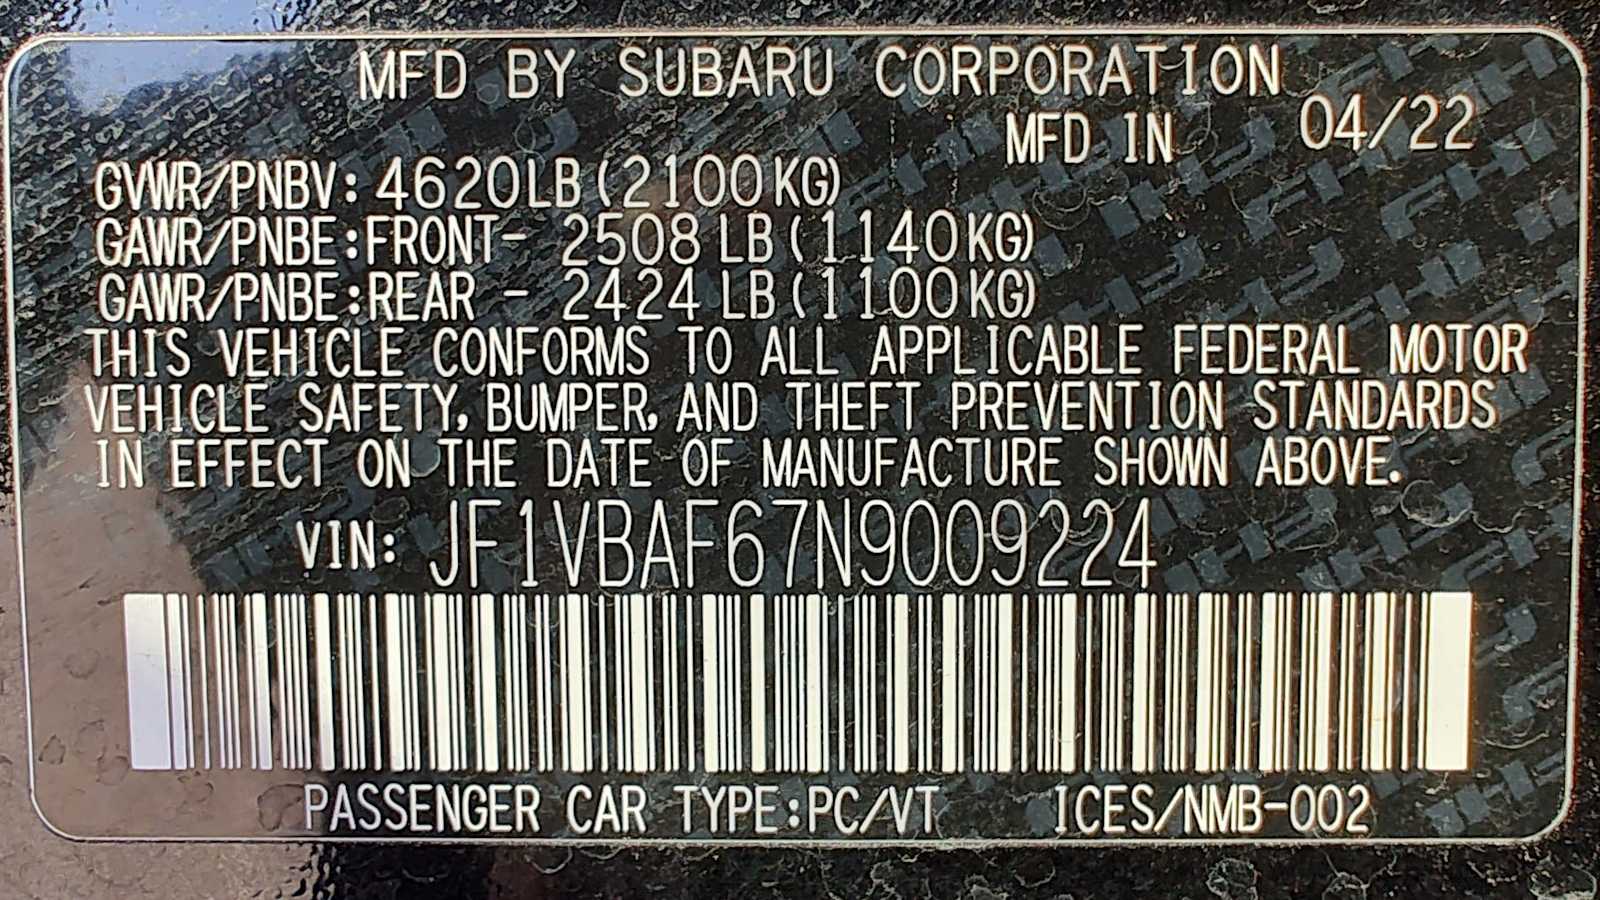 MFD BY SUBARU CORPORATION
MFD IN 04/22
GVWR/PNBV: 4620LB(2100KG)
GAWR/PNBE:FRONT- 2508 LB(1140KG)
GAWR/PNBE:REAR - 2424 LB(1100KG)
THIS VEHICLE CONFORMS TO ALL APPLICABLE FEDERAL MOTOR
VEHICLE SAFETY, BUMPER, AND THEFT PREVENTION STANDARDS
IN EFFECT ON THE DATE OF MANUFACTURE SHOWN ABOVE.
VIN: JF1VBAF67N9009224
PASSENGER CAR TYPE:PC/VT ICES/NMB-002